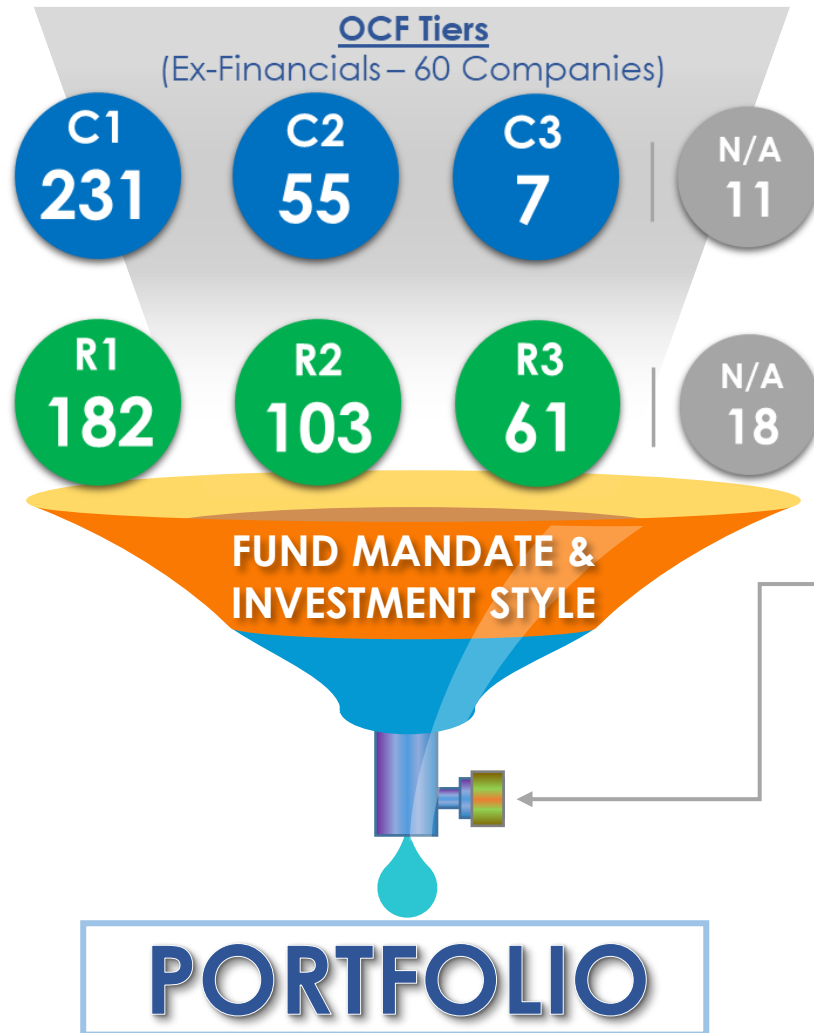 OCF Tiers
(Ex-Financials – 60 Companies)
C1
231
C2
55
C3
7
N/A
11
R1
182
R2
103
R3
61
N/A
18
FUND MANDATE &
INVESTMENT STYLE
PORTFOLIO